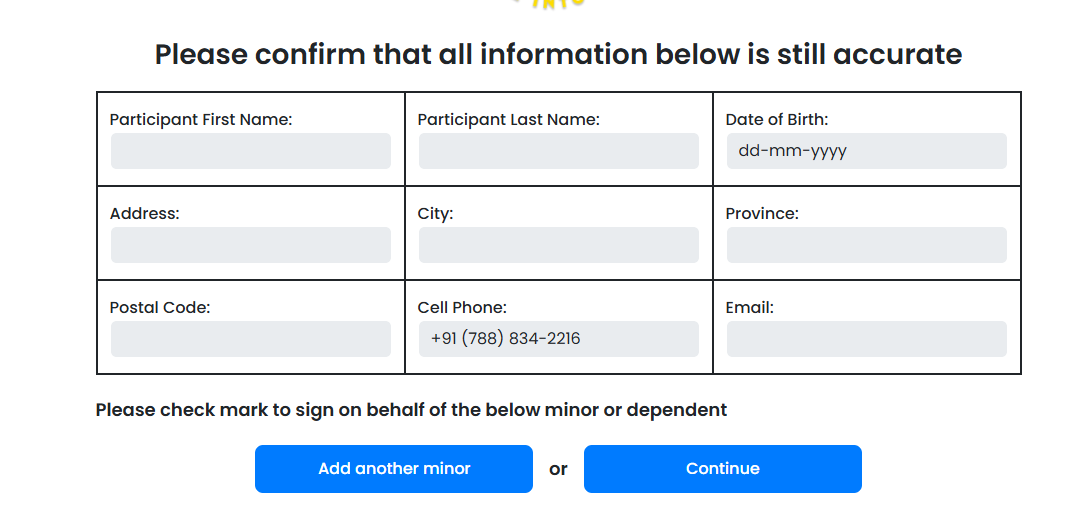 Please confirm that all information below is still accurate
Participant First Name:
Participant Last Name:
Date of Birth:
dd-mm-yyyy
Address:
City:
Province:
Postal Code:
Cell Phone:
+91 (788) 834-2216
Email:
Please check mark to sign on behalf of the below minor or dependent
Add another minor
or
Continue